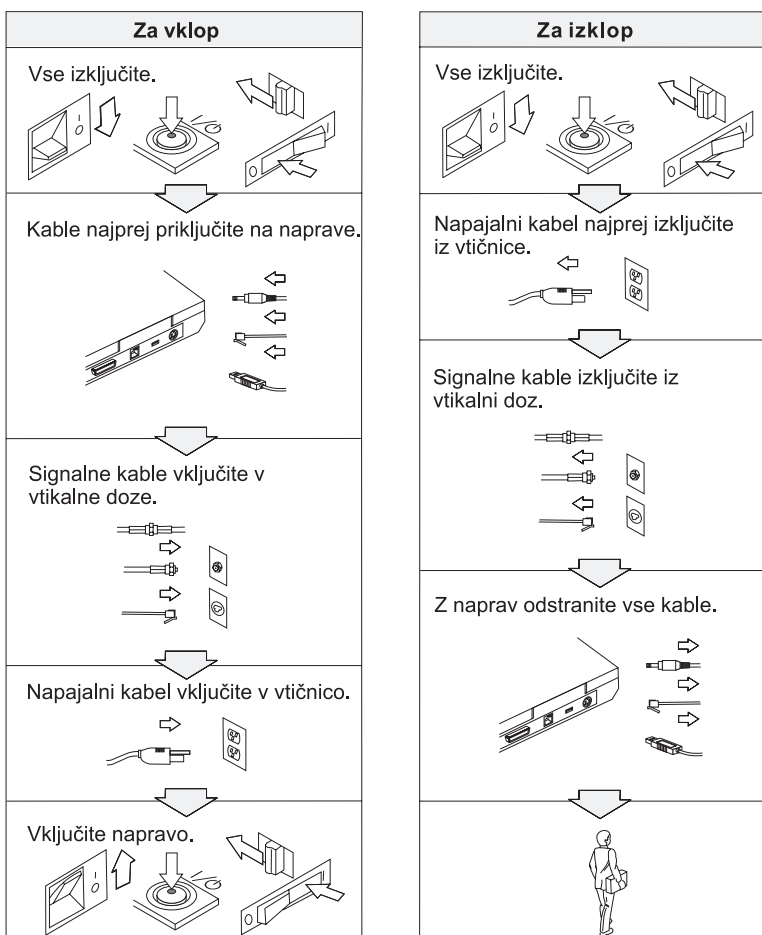 Za vklop
Vse izključite.
Kable najprej priključite na naprave.
Signalne kable vključite v
vtikalne doze.
Napajalni kabel vključite v vtičnico.
Vključite napravo.
Za izklop
Vse izključite.
Napajalni kabel najprej izključite
iz vtičnice.
Signalne kable izključite iz
vtikalni doz.
Z naprav odstranite vse kable.